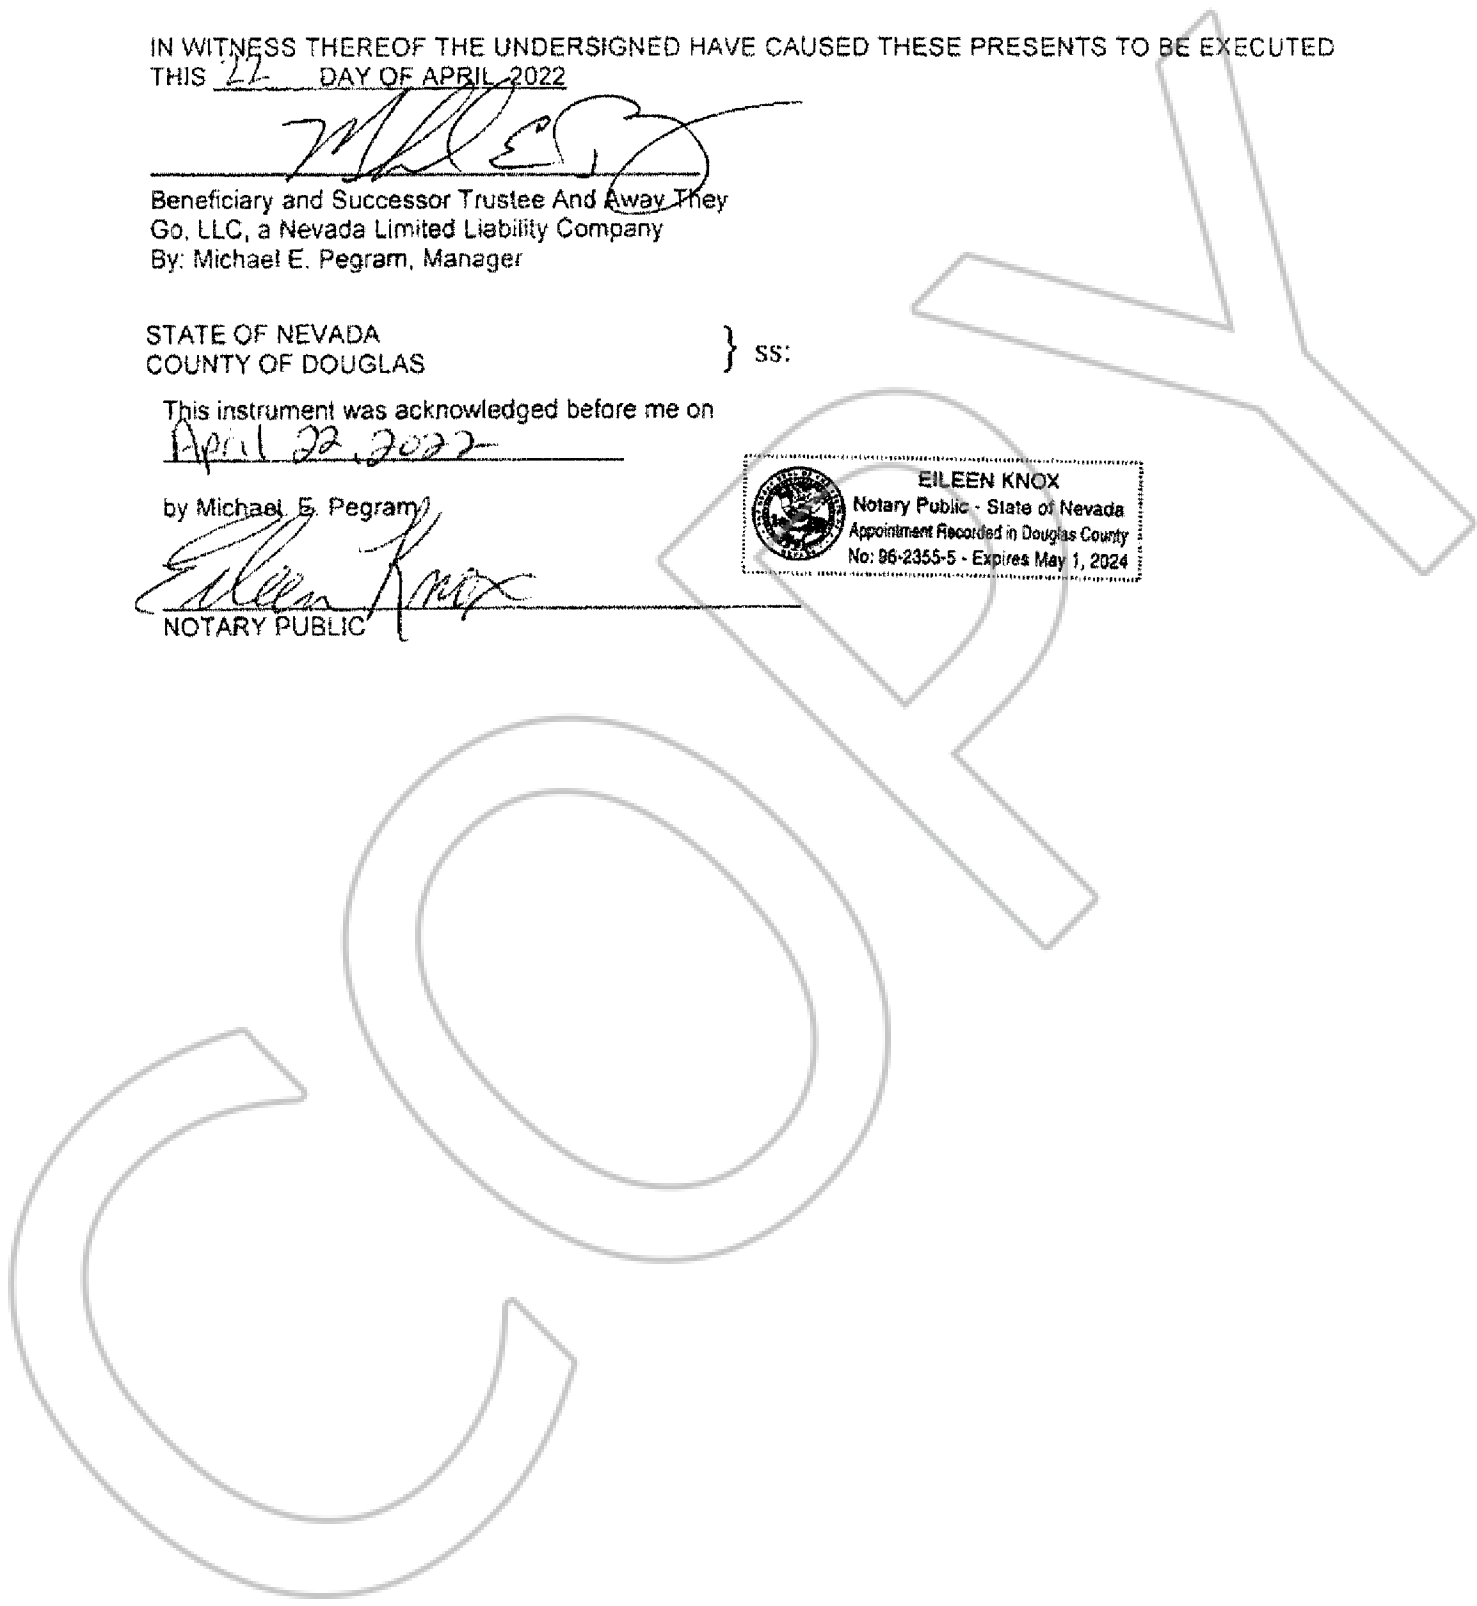 IN WITNESS THEREOF THE UNDERSIGNED HAVE CAUSED THESE PRESENTS TO BE EXECUTED
THIS 22 DAY OF APRIL, 2022
Beneficiary and Successor Trustee And Away They
Go, LLC, a Nevada Limited Liability Company
By: Michael E. Pegram, Manager
STATE OF NEVADA
COUNTY OF DOUGLAS
} ss:
This instrument was acknowledged before me on
April 22, 2022
by Michael E. Pegram
Eileen Knox
NOTARY PUBLIC
EILEEN KNOX
Notary Public - State of Nevada
Appointment Recorded in Douglas County
No: 96-2355-5 - Expires May 1, 2024
COPY